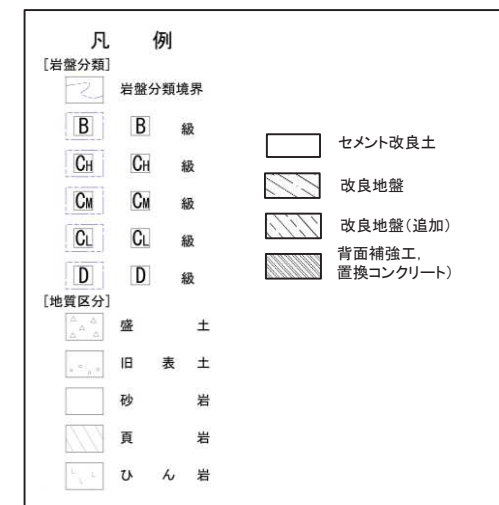 凡 例
[岩盤分類]
岩盤分類境界
B B 級
CH CH 級
CM CM 級
CL CL 級
D D 級
[地質区分]
盛 土
旧 表 土
砂 岩
頁 岩
ひ ん 岩
セメント改良土
改良地盤
改良地盤(追加)
背面補強工,
置換コンクリート)